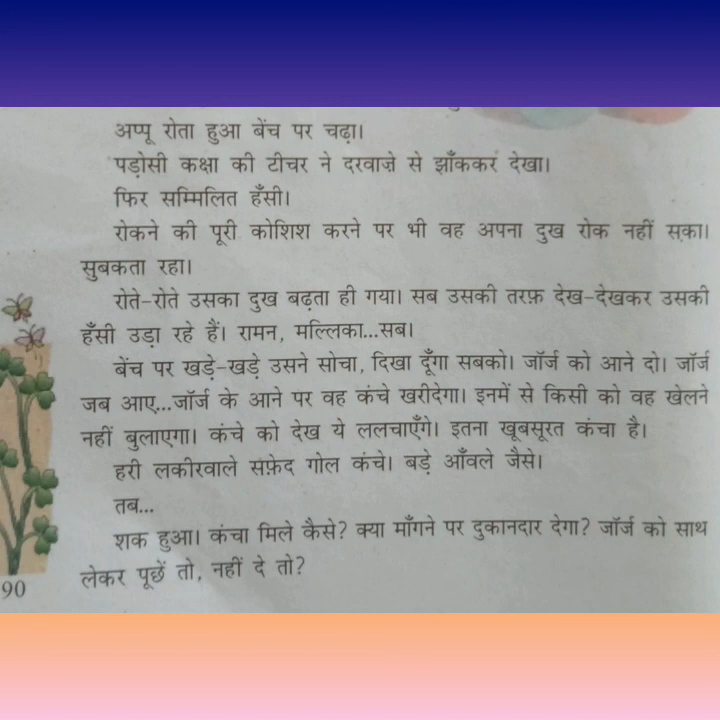 अप्पू रोता हुआ बेंच पर चढ़ा।
पड़ोसी कक्षा की टीचर ने दरवाज़े से झाँककर देखा।
फिर सम्मिलित हँसी।
रोकने की पूरी कोशिश करने पर भी वह अपना दुख रोक नहीं सका।
सुबकता रहा।
रोते-रोते उसका दुख बढ़ता ही गया। सब उसकी तरफ़ देख-देखकर उसकी
हँसी उड़ा रहे हैं। रामन, मल्लिका...सब।
बेंच पर खड़े-खड़े उसने सोचा, दिखा दूँगा सबको। जॉर्ज को आने दो। जॉर्ज
जब आए...जॉर्ज के आने पर वह कंचे खरीदेगा। इनमें से किसी को वह खेलने
नहीं बुलाएगा। कंचे को देख ये ललचाएँगे। इतना खूबसूरत कंचा है।
हरी लकीरवाले सफ़ेद गोल कंचे। बड़े आँवले जैसे।
तब...
शक हुआ। कंचा मिले कैसे? क्या माँगने पर दुकानदार देगा? जॉर्ज को साथ
लेकर पूछें तो, नहीं दे तो?
90